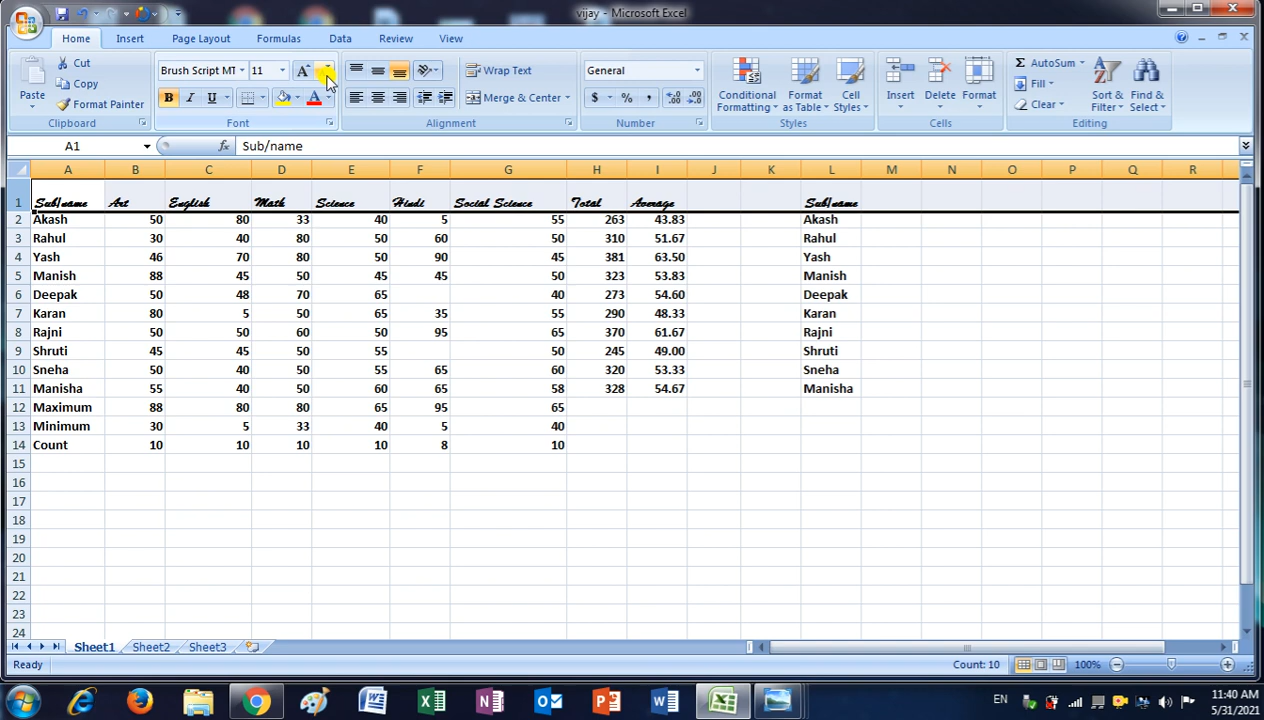 vijay - Microsoft Excel
Home Insert Page Layout Formulas Data Review View
Paste Cut Copy Format Painter Clipboard
Brush Script MT 11 A B I U A Font
Wrap Text Merge & Center Alignment
General $ % , .0 .00 .00 .0 Number
Conditional Formatting Format as Table Cell Styles Styles
Insert Delete Format Cells
Σ AutoSum Fill Clear Sort & Filter Find & Select Editing
A1 fx Sub/name
A B C D E F G H I J K L M N O P Q R
1 Sub/name Art English Math Science Hindi Social Science Total Average Sub/name
2 Akash 50 80 33 40 5 55 263 43.83 Akash
3 Rahul 30 40 80 50 60 50 310 51.67 Rahul
4 Yash 46 70 80 50 90 45 381 63.50 Yash
5 Manish 88 45 50 45 45 50 323 53.83 Manish
6 Deepak 50 48 70 65 40 273 54.60 Deepak
7 Karan 80 5 50 65 35 55 290 48.33 Karan
8 Rajni 50 50 60 50 95 65 370 61.67 Rajni
9 Shruti 45 45 50 55 50 245 49.00 Shruti
10 Sneha 50 40 50 55 65 60 320 53.33 Sneha
11 Manisha 55 40 50 60 65 58 328 54.67 Manisha
12 Maximum 88 80 80 65 95 65
13 Minimum 30 5 33 40 5 40
14 Count 10 10 10 10 8 10
15
16
17
18
19
20
21
22
23
24
Sheet1 Sheet2 Sheet3
Ready Count: 10 100%
EN 11:40 AM
5/31/2021